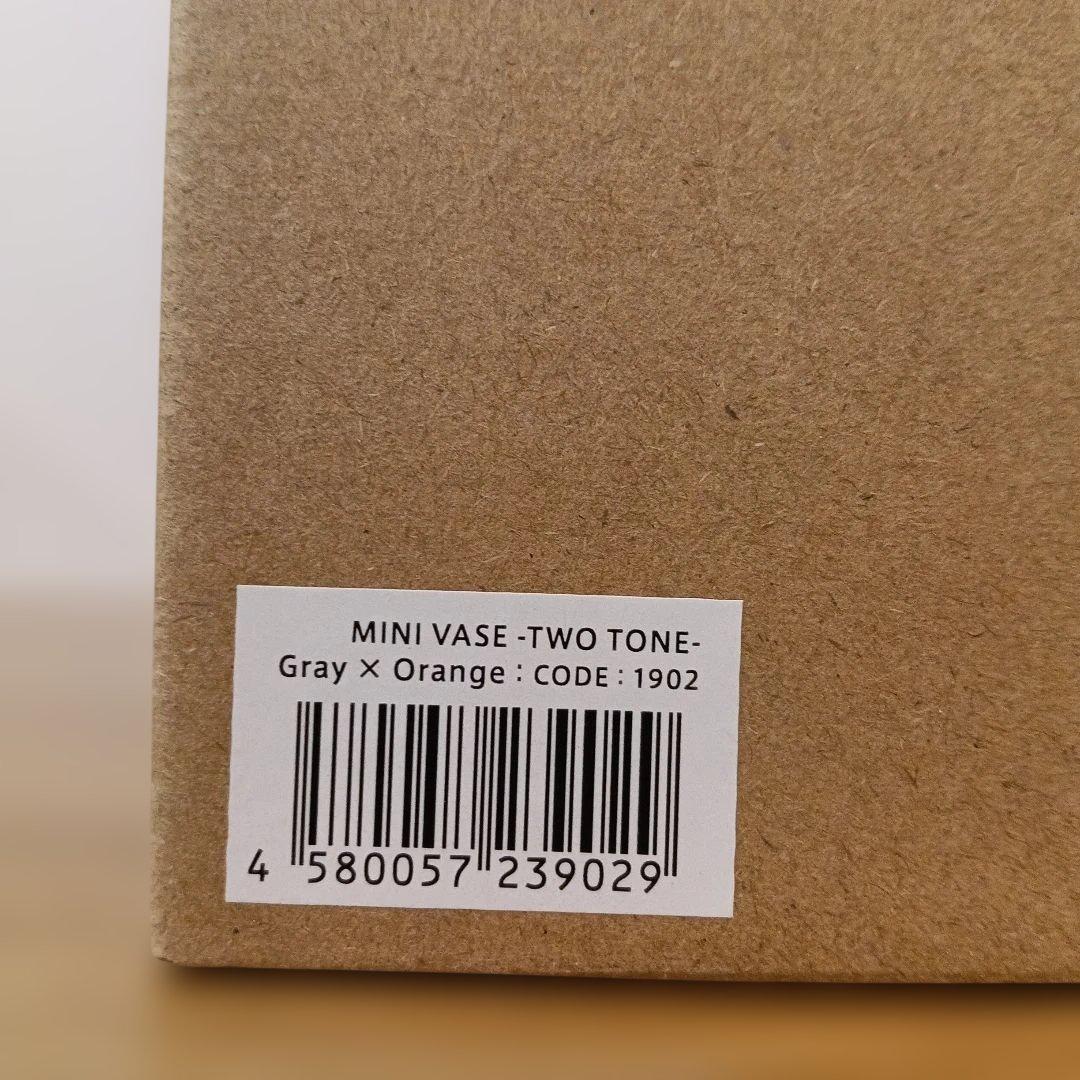 MINI VASE -TWO TONE-
Gray × Orange : CODE : 1902
4 580057 239029